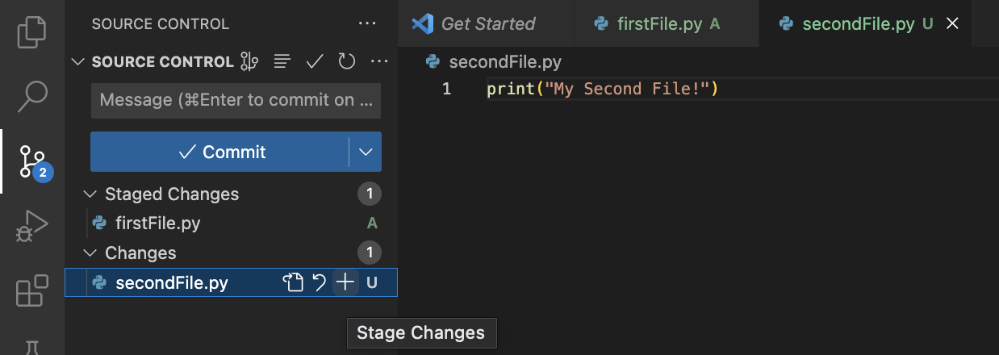 SOURCE CONTROL ...
Get Started
firstFile.py A
secondFile.py U
SOURCE CONTROL
secondFile.py
Message (⌘Enter to commit on ...
1 print("My Second File!")
Commit
2
Staged Changes 1
firstFile.py A
Changes 1
secondFile.py U
Stage Changes